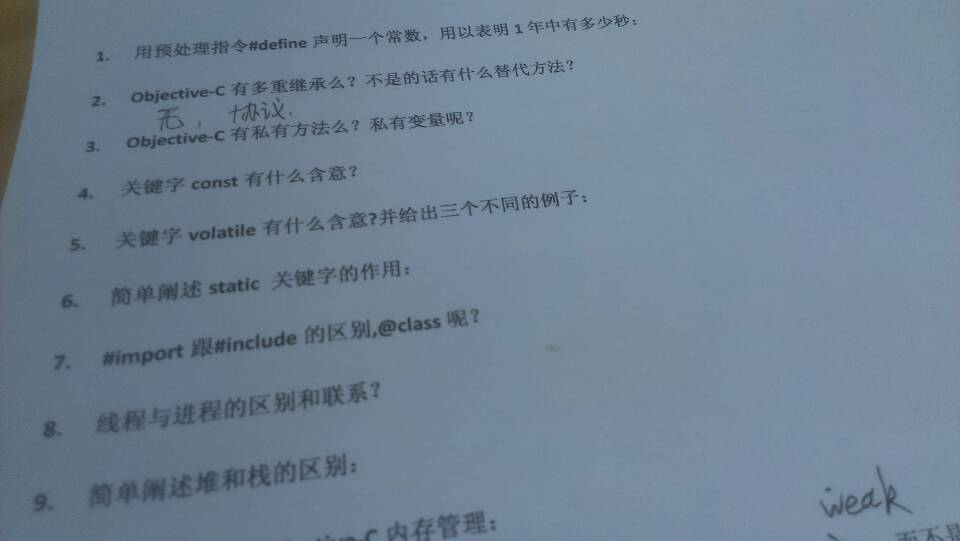 1. 用预处理指令#define 声明一个常数，用以表明 1 年中有多少秒：
2. Objective-C 有多重继承么？不是的话有什么替代方法？
无，协议.
3. Objective-C 有私有方法么？私有变量呢？
4. 关键字 const 有什么含意？
5. 关键字 volatile 有什么含意?并给出三个不同的例子：
6. 简单阐述 static 关键字的作用：
7. #import 跟#include 的区别,@class 呢？
8. 线程与进程的区别和联系？
9. 简单阐述堆和栈的区别：
weak
内存管理：
而不是